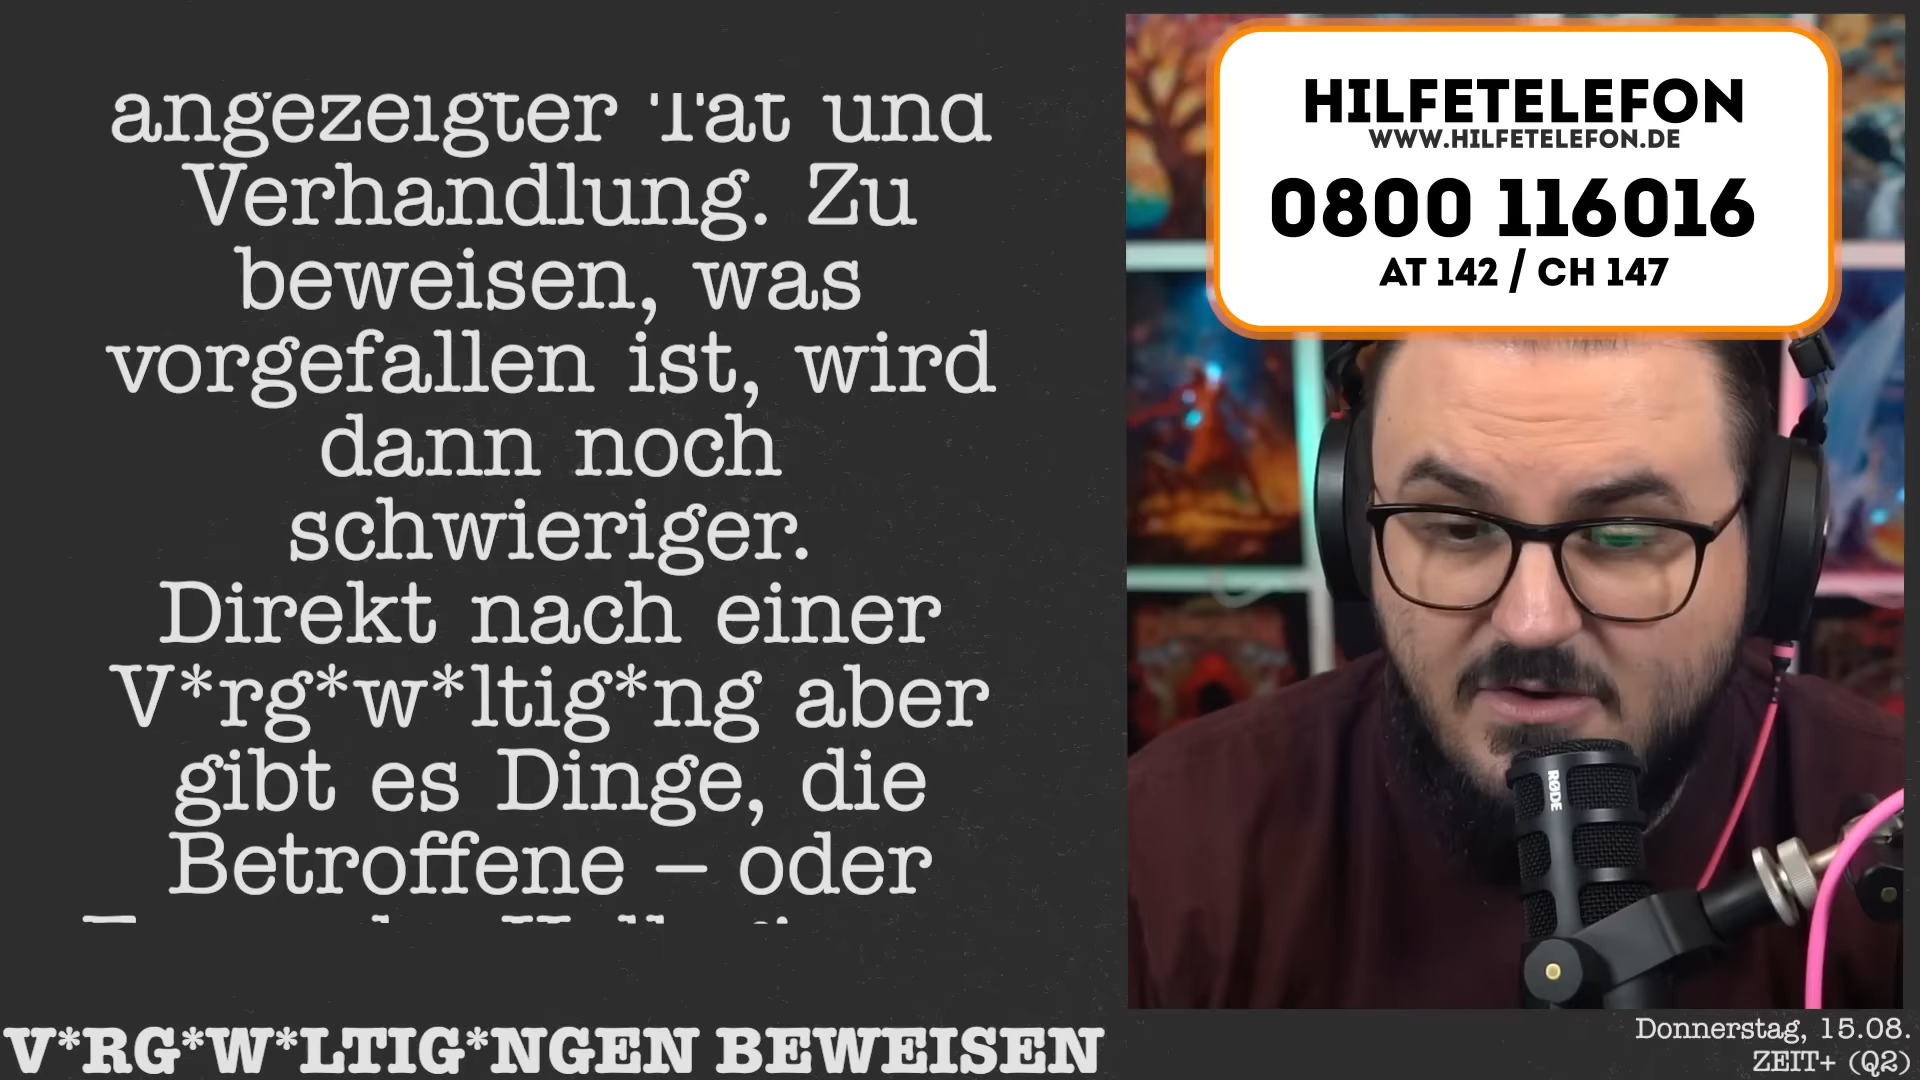 angezeigter Tat und
Verhandlung. Zu
beweisen, was
vorgefallen ist, wird
dann noch
schwieriger.
Direkt nach einer
V*rg*w*ltig*ng aber
gibt es Dinge, die
Betroffene – oder
V*RG*W*LTIG*NGEN BEWEISEN
HILFETELEFON
WWW.HILFETELEFON.DE
0800 116016
AT 142 / CH 147
RØDE
Donnerstag, 15.08.
ZEIT+ (Q2)